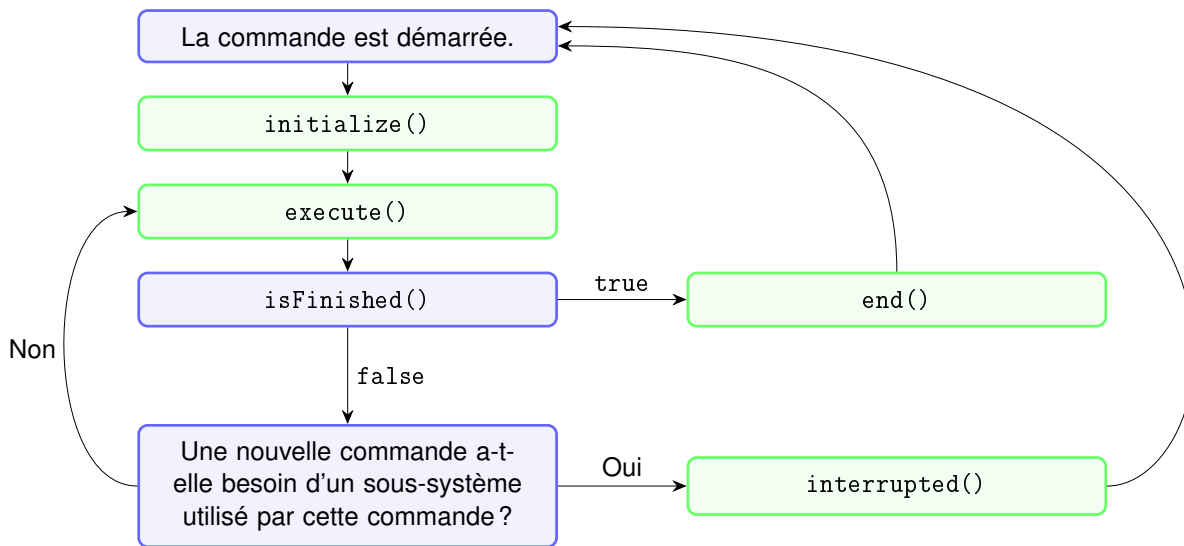 La commande est démarrée.
initialize()
execute()
isFinished()
true
end()
Non
false
Une nouvelle commande a-t-
elle besoin d'un sous-système
utilisé par cette commande ?
Oui
interrupted()